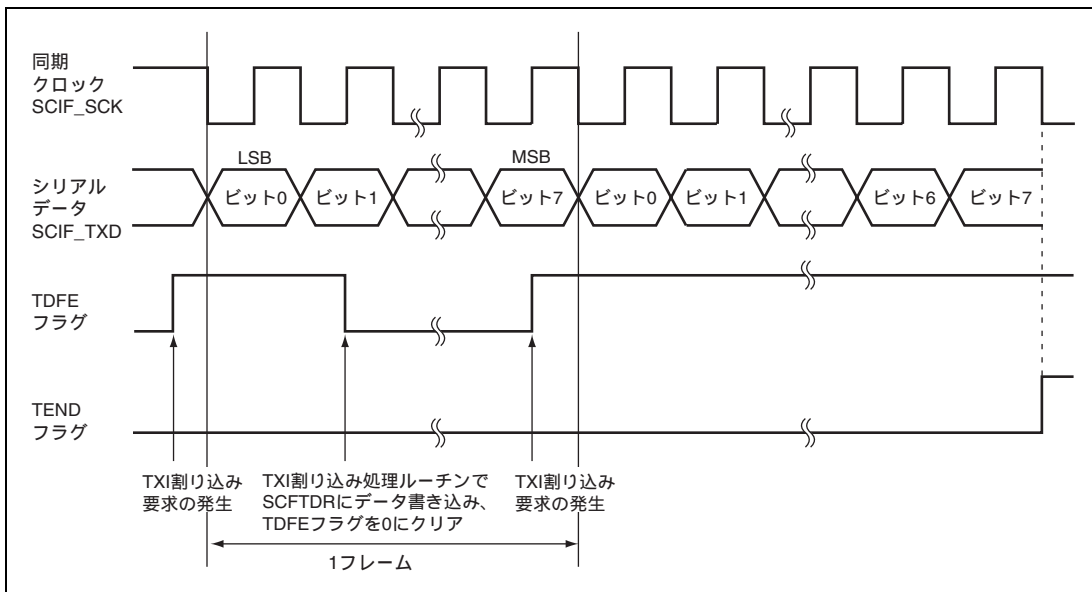 同期
クロック
SCIF_SCK
LSB
MSB
シリアル
データ
SCIF_TXD
ビット0
ビット1
ビット7
ビット0
ビット1
ビット6
ビット7
TDFE
フラグ
TEND
フラグ
TXI割り込み
要求の発生
TXI割り込み処理ルーチンで
SCFTDRにデータ書き込み、
TDFEフラグを0にクリア
TXI割り込み
要求の発生
1フレーム